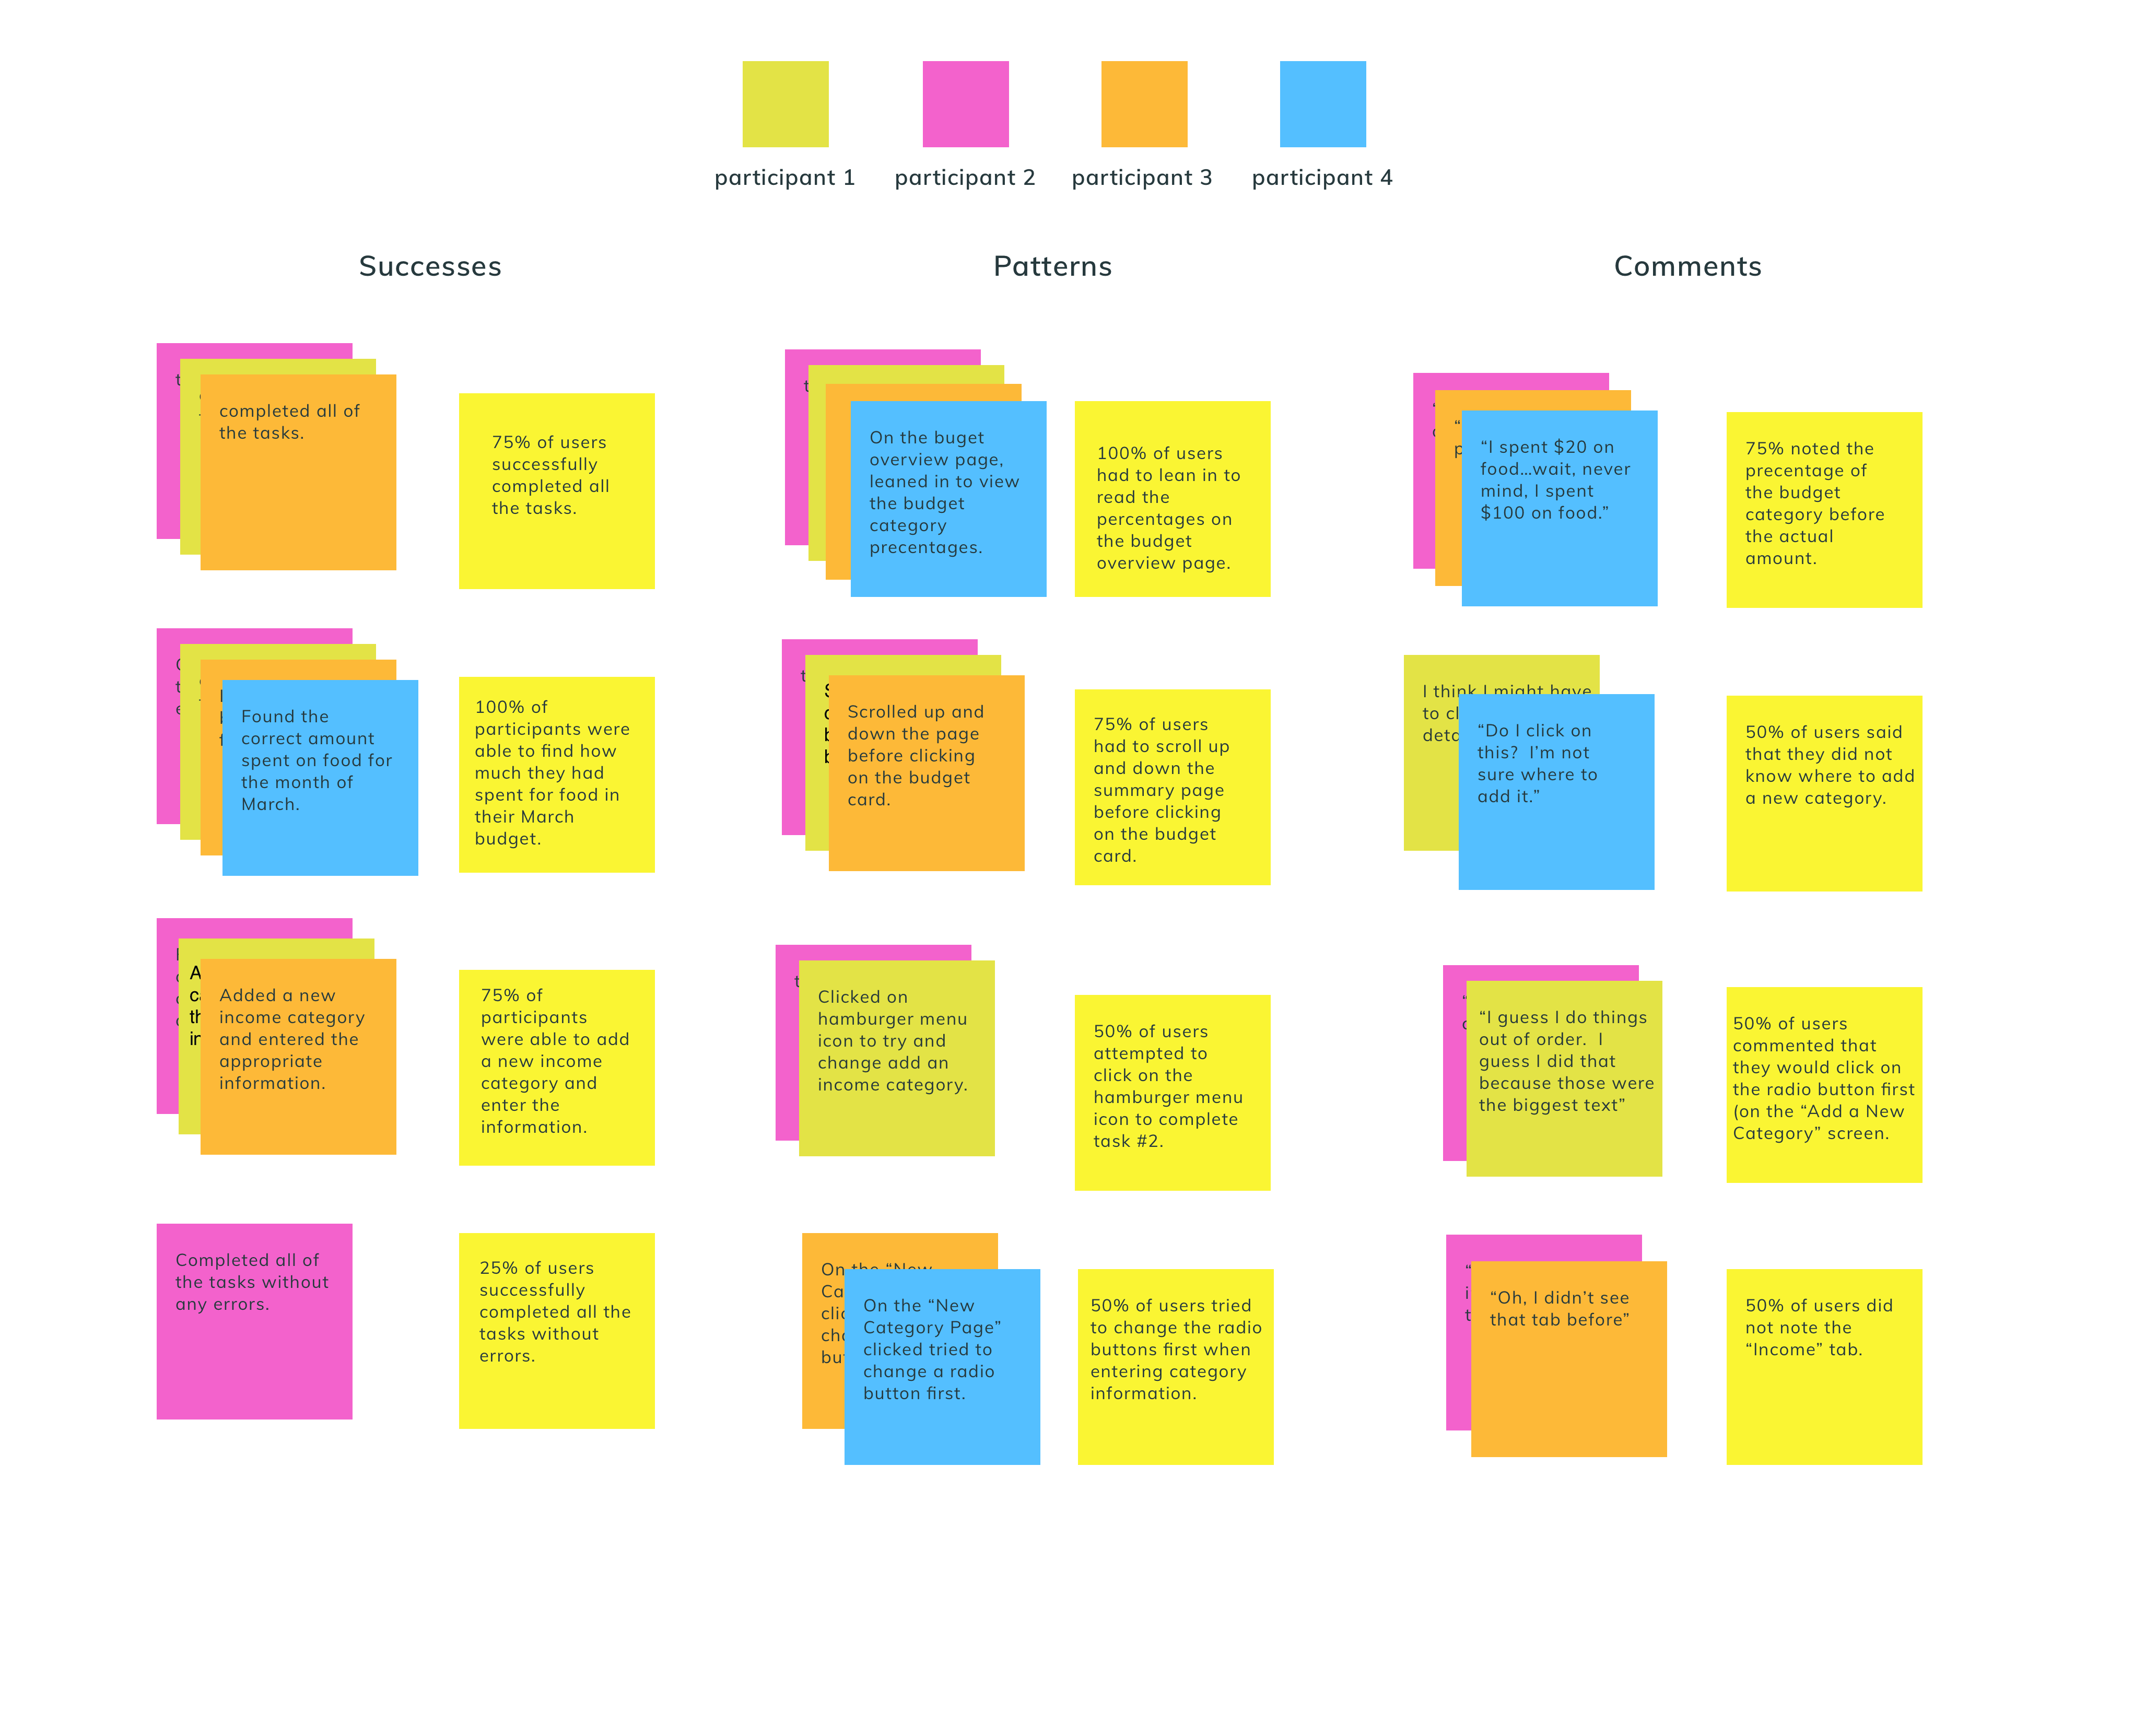 participant 1
participant 2
participant 3
participant 4
Successes
Patterns
Comments
completed all of
the tasks.
75% of users
successfully
completed all
the tasks.
On the buget
overview page,
leaned in to view
the budget
category
precentages.
100% of users
had to lean in to
read the
percentages on
the budget
overview page.
“I spent $20 on
food...wait, never
mind, I spent
$100 on food.”
75% noted the
precentage of
the budget
category before
the actual
amount.
Found the
correct amount
spent on food for
the month of
March.
100% of
participants were
able to find how
much they had
spent for food in
their March
budget.
Scrolled up and
down the page
before clicking
on the budget
card.
75% of users
had to scroll up
and down the
summary page
before clicking
on the budget
card.
I think I might have
to
“Do I click on
this?  I’m not
sure where to
add it.”
50% of users said
that they did not
know where to add
a new category.
Added a new
income category
and entered the
appropriate
information.
75% of
participants
were able to add
a new income
category and
enter the
information.
Clicked on
hamburger menu
icon to try and
change add an
income category.
50% of users
attempted to
click on the
hamburger menu
icon to complete
task #2.
“I guess I do things
out of order.  I
guess I did that
because those were
the biggest text”
50% of users
commented that
they would click on
the radio button first
(on the “Add a New
Category” screen.
Completed all of
the tasks without
any errors.
25% of users
successfully
completed all the
tasks without
errors.
On the “New
On the “New
Category Page”
clicked tried to
change a radio
button first.
50% of users tried
to change the radio
buttons first when
entering category
information.
“Oh, I didn’t see
that tab before”
50% of users did
not note the
“Income” tab.